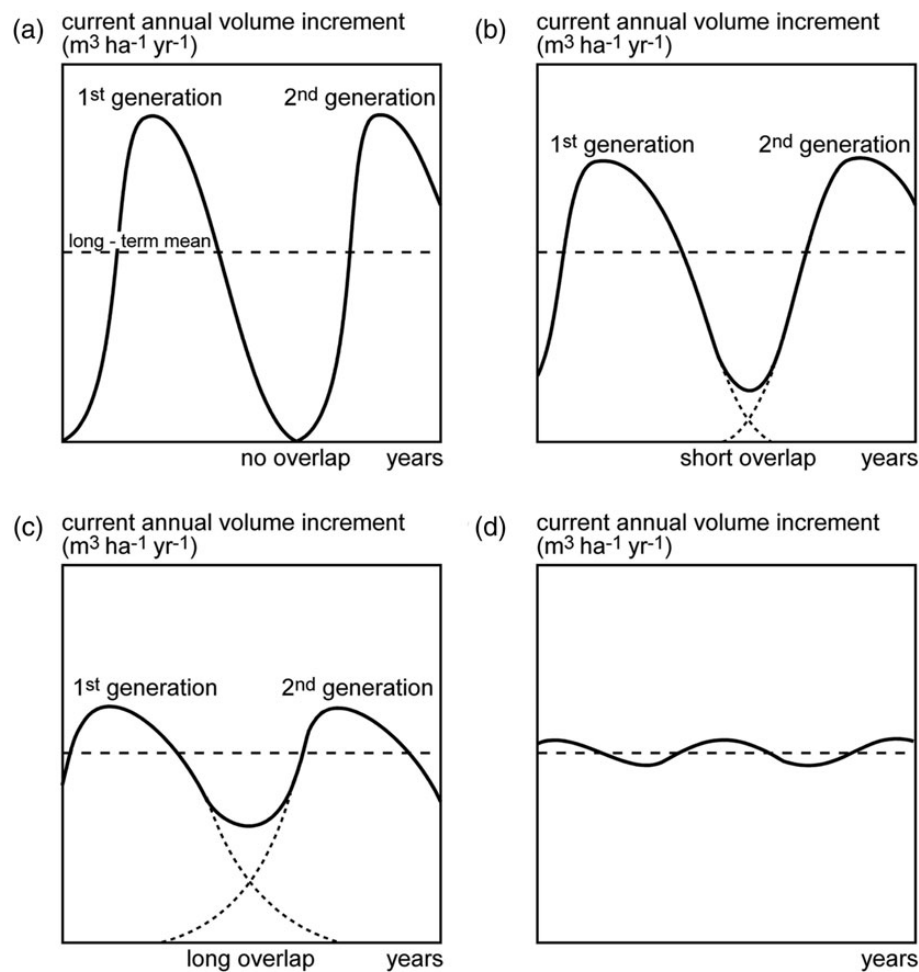 (a) current annual volume increment
(m³ ha⁻¹ yr⁻¹)
1st generation 2nd generation
long - term mean
no overlap years
(b) current annual volume increment
(m³ ha⁻¹ yr⁻¹)
1st generation 2nd generation
short overlap years
(c) current annual volume increment
(m³ ha⁻¹ yr⁻¹)
1st generation 2nd generation
long overlap years
(d) current annual volume increment
(m³ ha⁻¹ yr⁻¹)
years